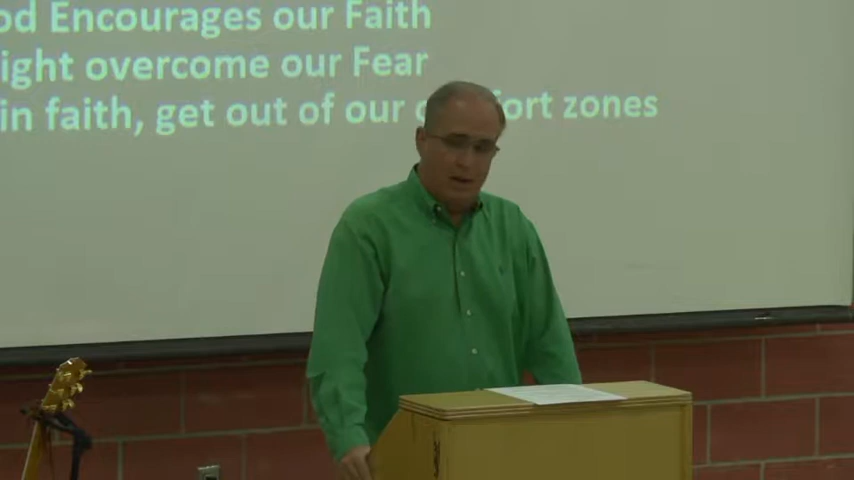 Encourages our Faith
overcome our Fear
in faith, get out of our zones